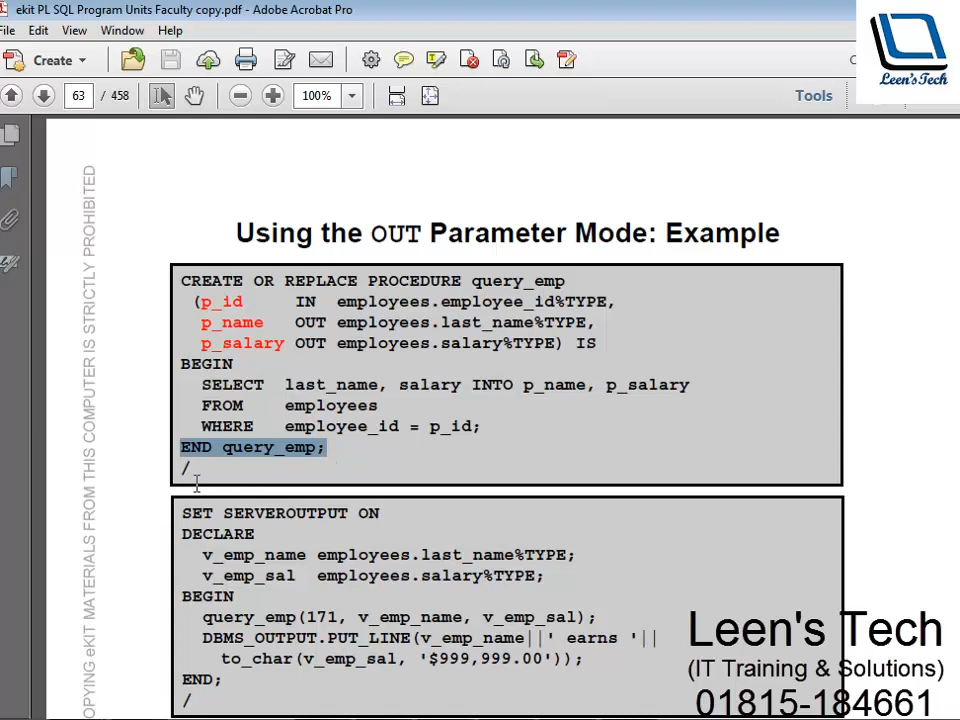 ekit PL SQL Program Units Faculty copy.pdf - Adobe Acrobat Pro
File Edit View Window Help
Create
63 / 458 100% Tools
Leen'sTech
COPYING eKIT MATERIALS FROM THIS COMPUTER IS STRICTLY PROHIBITED
Using the OUT Parameter Mode: Example
CREATE OR REPLACE PROCEDURE query_emp
(p_id IN employees.employee_id%TYPE,
p_name OUT employees.last_name%TYPE,
p_salary OUT employees.salary%TYPE) IS
BEGIN
SELECT last_name, salary INTO p_name, p_salary
FROM employees
WHERE employee_id = p_id;
END query_emp;
/
SET SERVEROUTPUT ON
DECLARE
v_emp_name employees.last_name%TYPE;
v_emp_sal employees.salary%TYPE;
BEGIN
query_emp(171, v_emp_name, v_emp_sal);
DBMS_OUTPUT.PUT_LINE(v_emp_name||' earns '||
to_char(v_emp_sal, '$999,999.00'));
END;
/
Leen's Tech
(IT Training & Solutions)
01815-184661